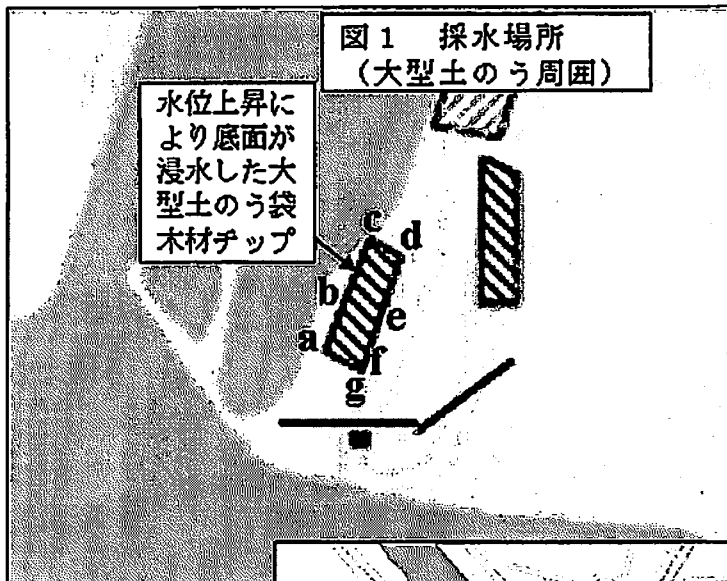 図1 採水場所
(大型土のう周囲)
水位上昇に
より底面が
浸水した大
型土のう袋
木材チップ
c
d
b
e
a
f
g